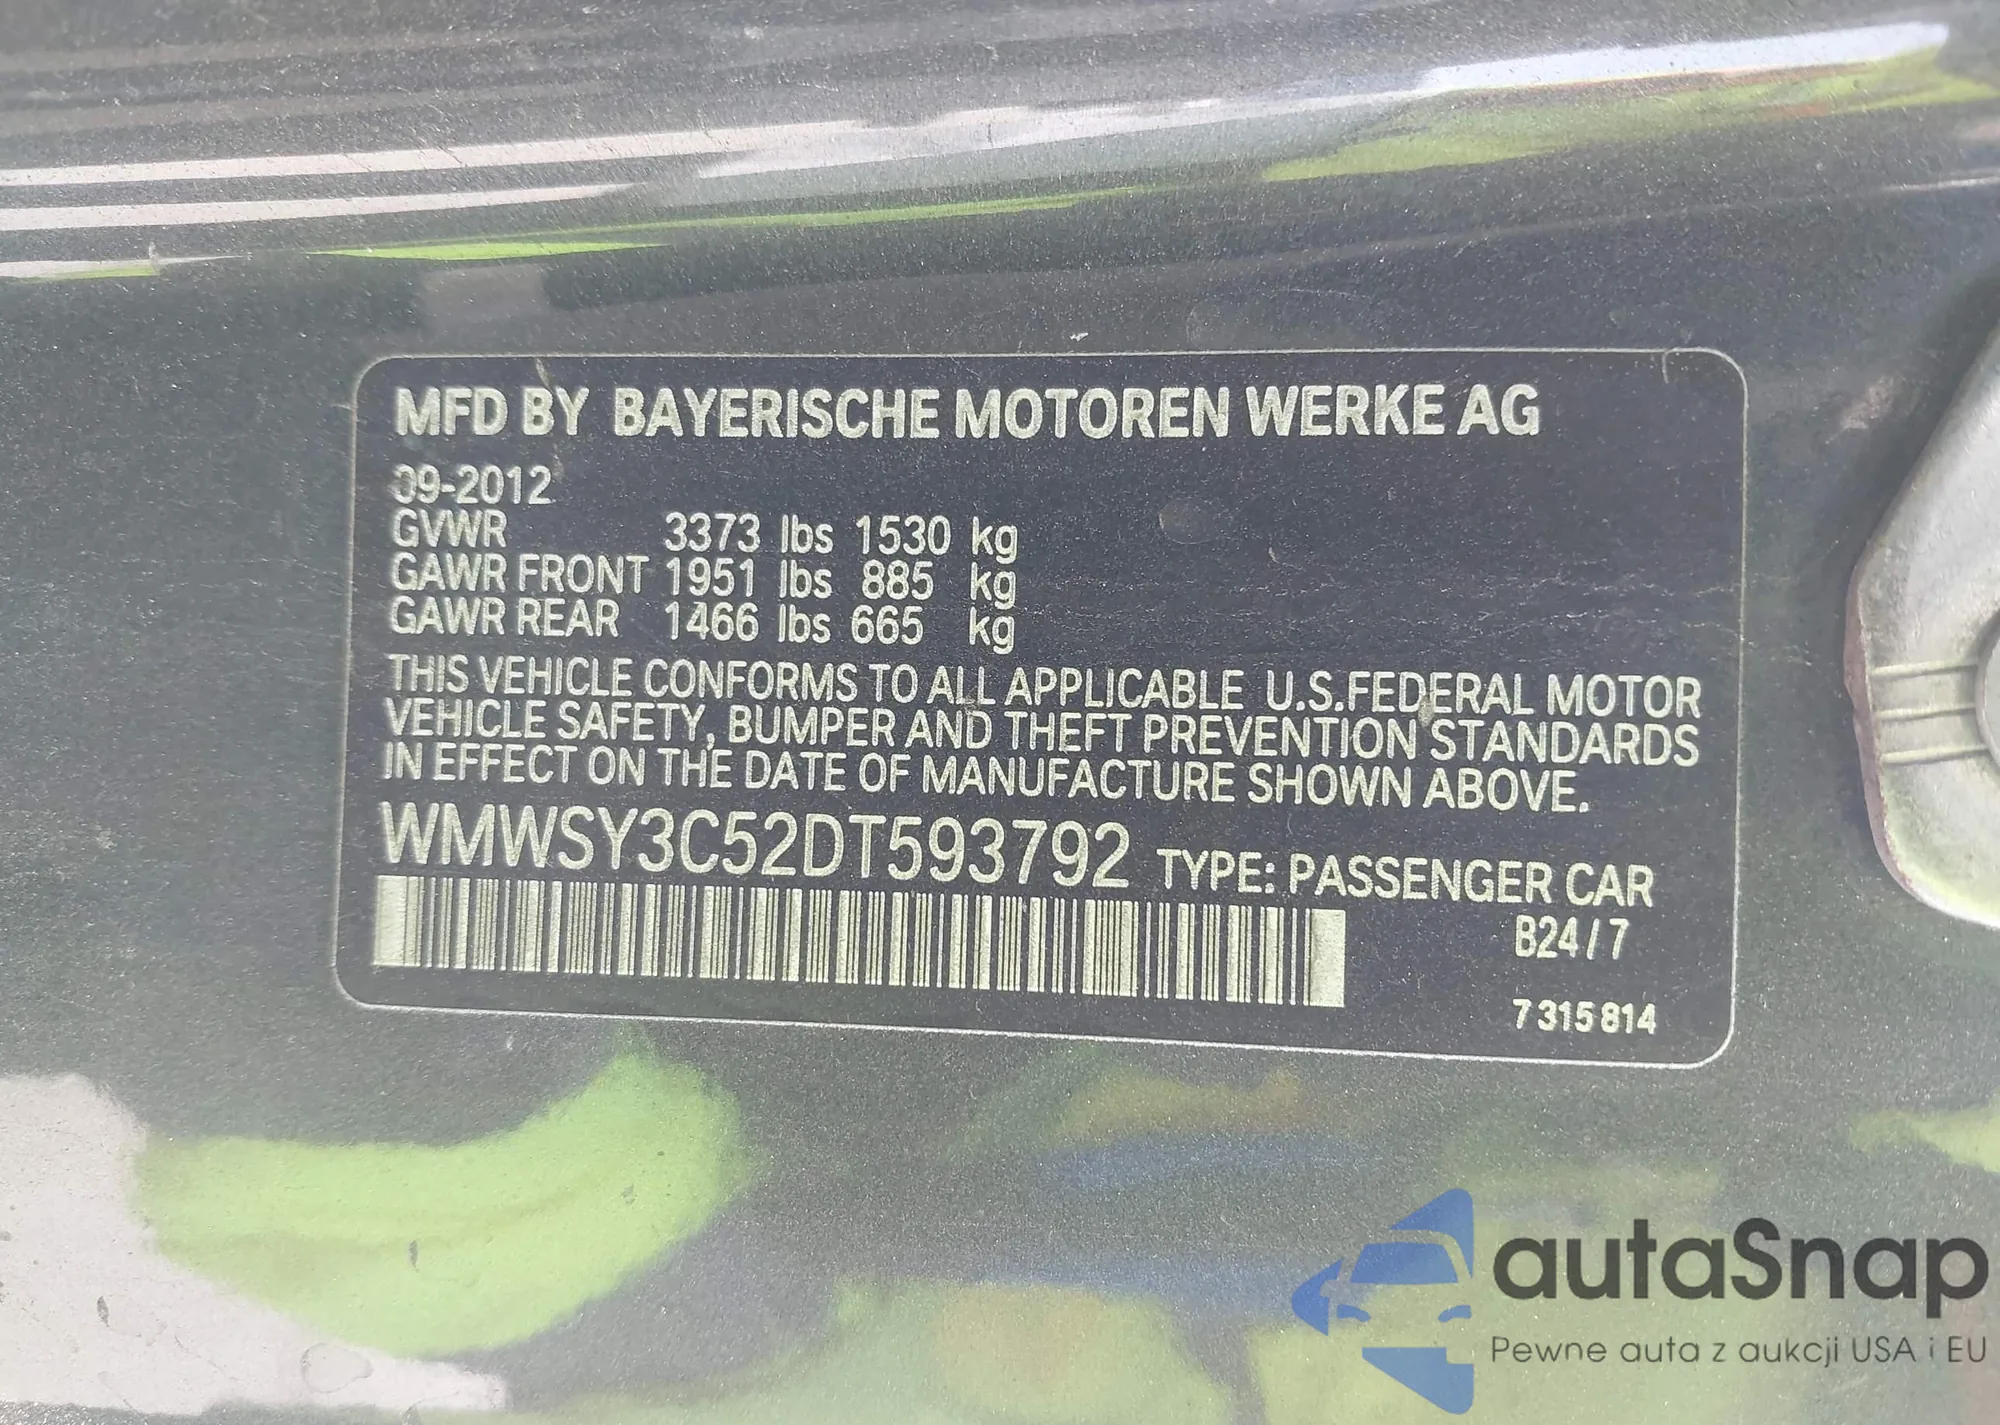 MFD BY BAYERISCHE MOTOREN WERKE AG
09-2012
GVWR 3373 lbs 1530 kg
GAWR FRONT 1951 lbs 885 kg
GAWR REAR 1466 lbs 665 kg
THIS VEHICLE CONFORMS TO ALL APPLICABLE U.S.FEDERAL MOTOR
VEHICLE SAFETY, BUMPER AND THEFT PREVENTION STANDARDS
IN EFFECT ON THE DATE OF MANUFACTURE SHOWN ABOVE.
WMWSY3C52DT593792 TYPE: PASSENGER CAR
B24/7
7 315 814
autaSnap
Pewne auta z aukcji USA i EU